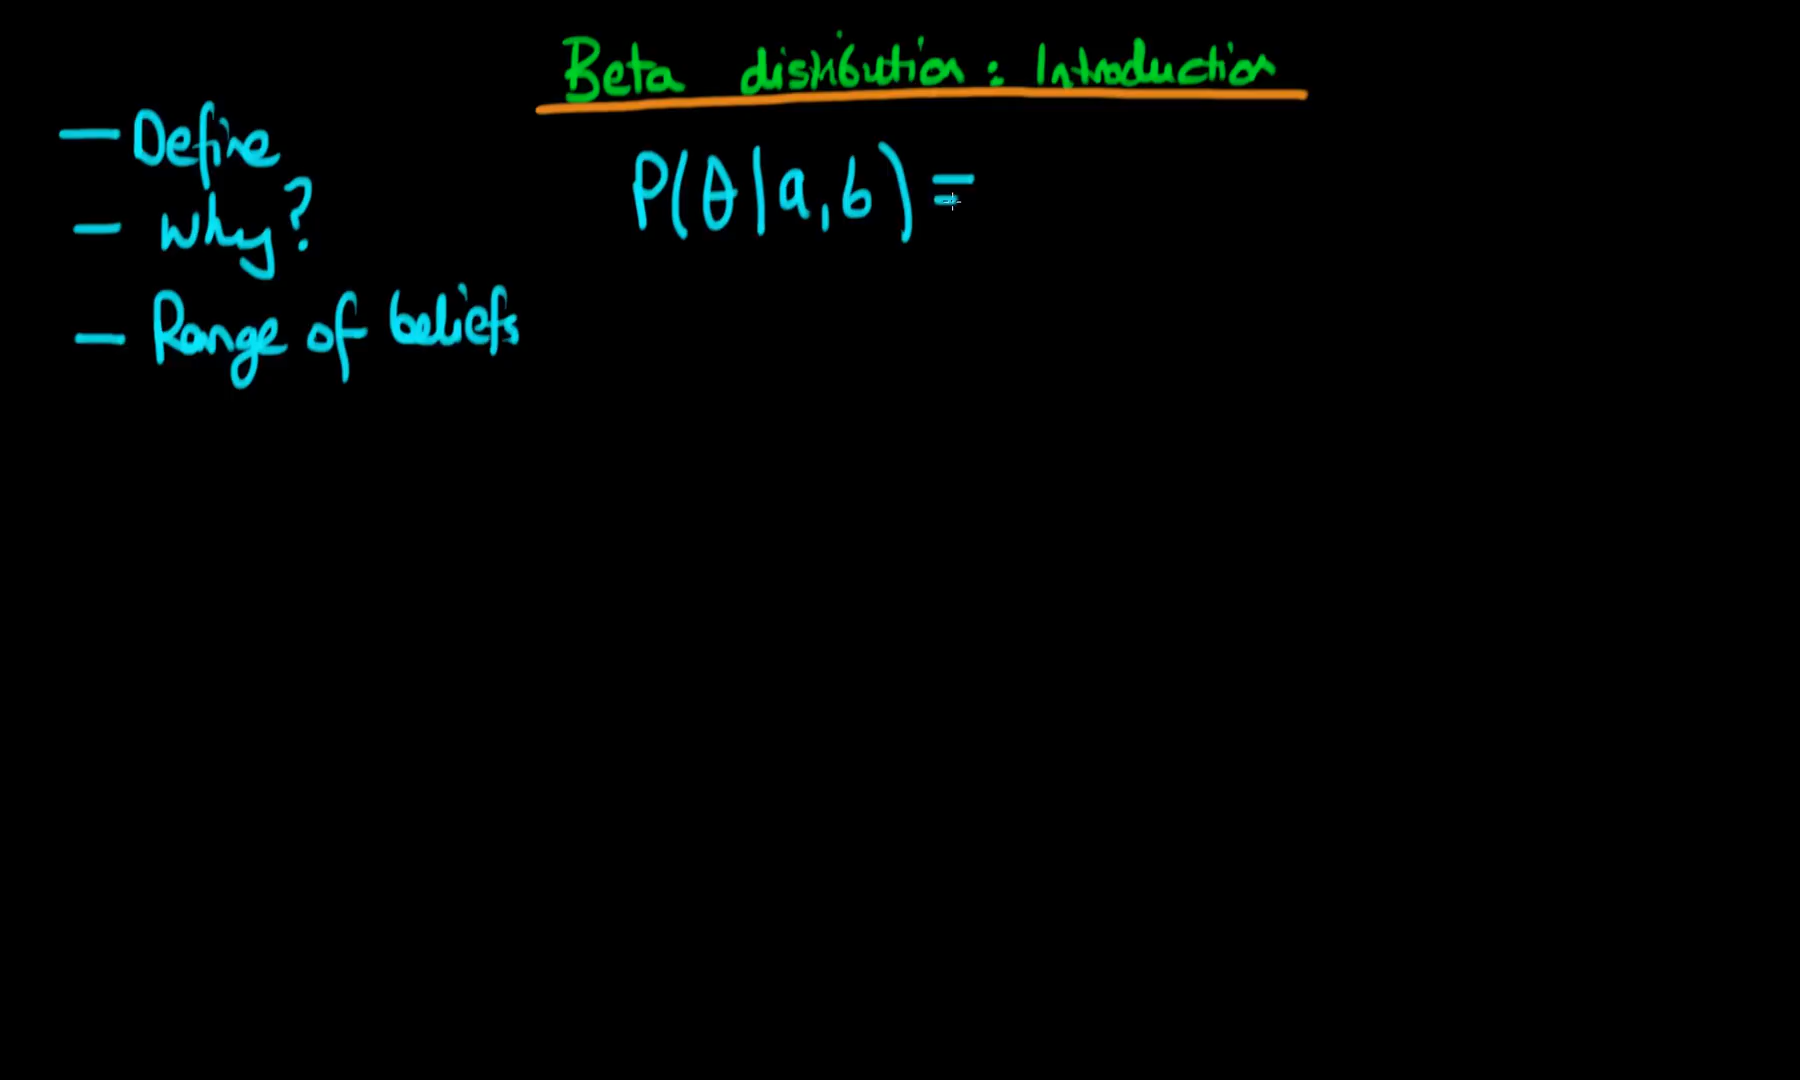 Beta distribution: Introduction
- Define
- Why?
- Range of beliefs
P(θ|a,b) =